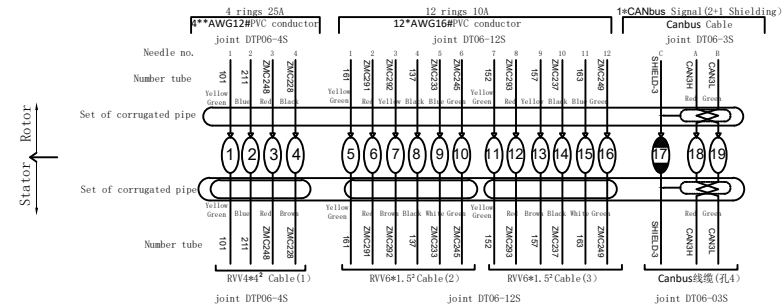 4 rings 25A 12 rings 10A 1*CANbus Signal(2+1 Shielding)
4**AWG12#PVC conductor 12*AWG16#PVC conductor Canbus Cable
joint DTP06-4S joint DT06-12S joint DT06-3S
Needle no. 1 2 3 4 1 2 3 4 5 6 7 8 9 10 11 12 C A B
Number tube 101 211 ZMC248 ZMC228 161 ZMC291 ZMC292 137 ZMC233 ZMC245 152 ZMC293 157 ZMC237 163 ZMC249 SHIELD-3 CAN3H CAN3L
Yellow Green Blue Red Black Yellow Green Red Yellow Black Blue Green Yellow Green Red Yellow Black Blue Green Red Green
Set of corrugated pipe
Rotor
1 2 3 4 5 6 7 8 9 10 11 12 13 14 15 16 17 18 19
Stator
Set of corrugated pipe
Yellow Green Blue Red Brown Yellow Green Red Brown Black White Green Yellow Green Red Brown Black White Green Red Green
Number tube 101 211 ZMC248 ZMC228 161 ZMC291 ZMC292 137 ZMC233 ZMC245 152 ZMC293 157 ZMC237 163 ZMC249 SHIELD-3 CAN3H CAN3L
RVV4*4² Cable(1) RVV6*1.5²Cable(2) RVV6*1.5²Cable(3) Canbus线缆(孔4)
joint DTP06-4S joint DT06-12S joint DT06-03S